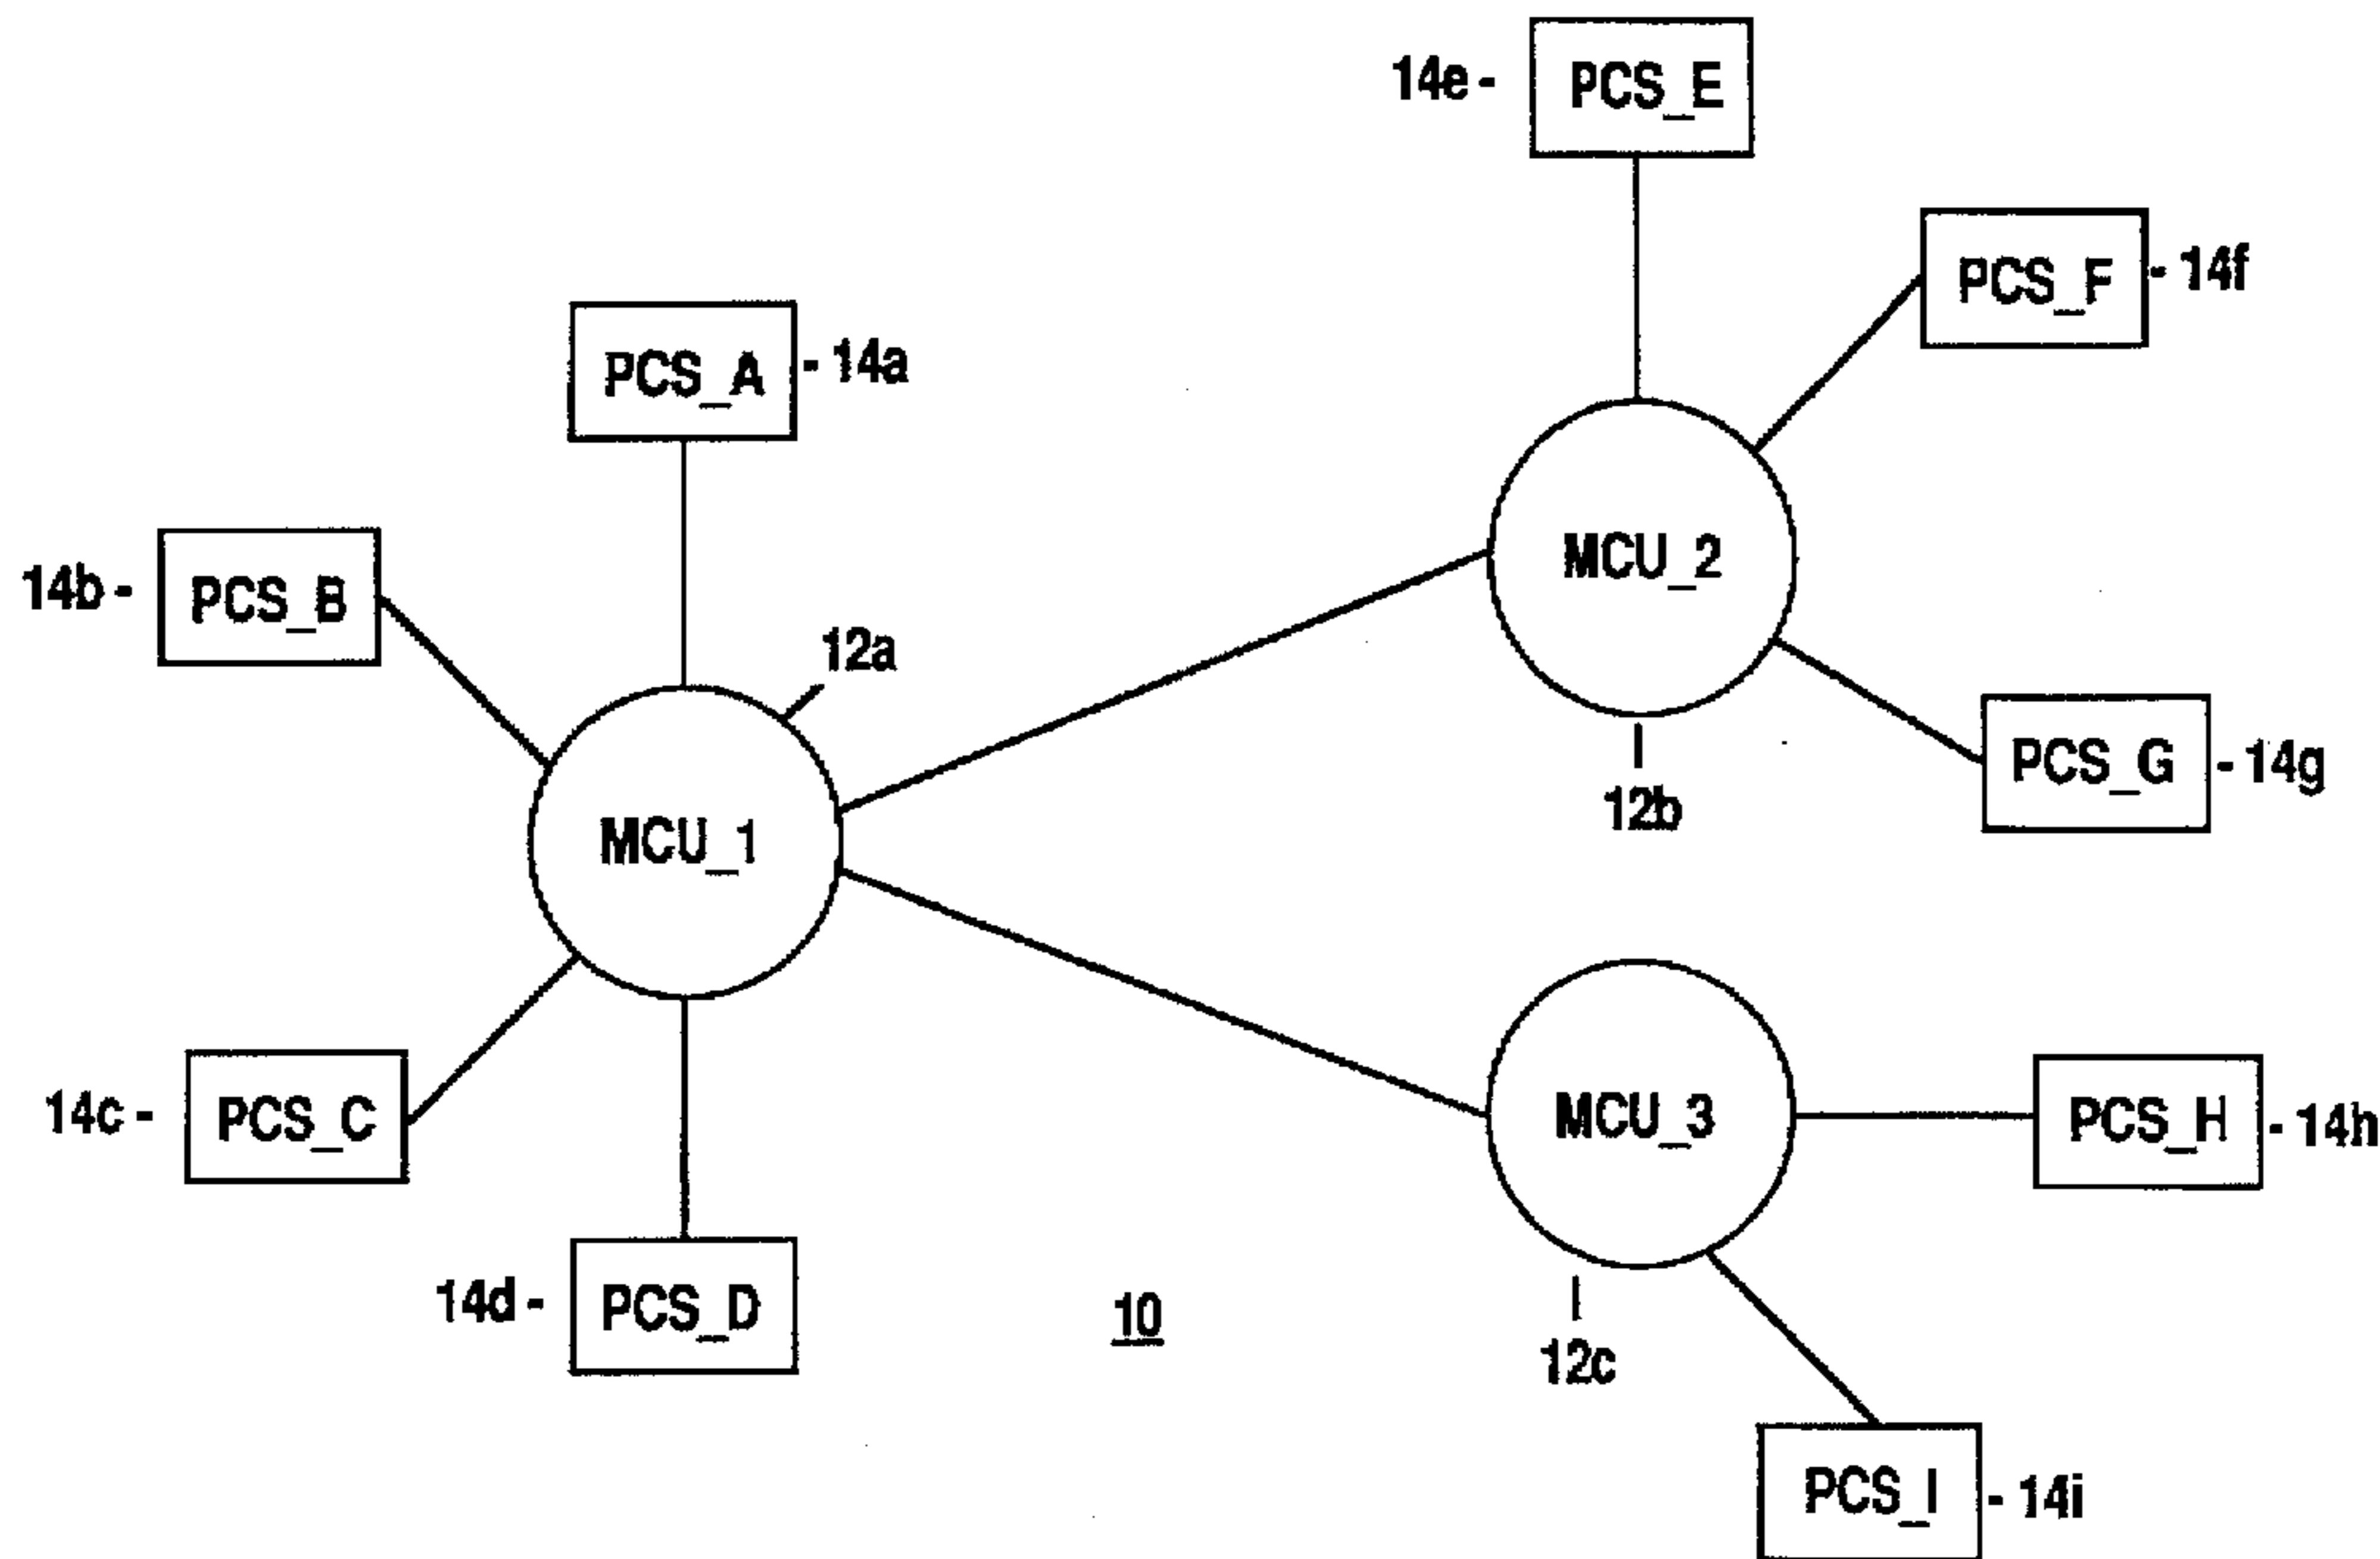 14e - PCS_E
PCS_F - 14f
PCS_A - 14a
14b - PCS_B
MCU_2
12a
PCS_G - 14g
12b
MCU_1
14c - PCS_C
MCU_3
PCS_H - 14h
14d - PCS_D
10
12c
PCS_I - 14i